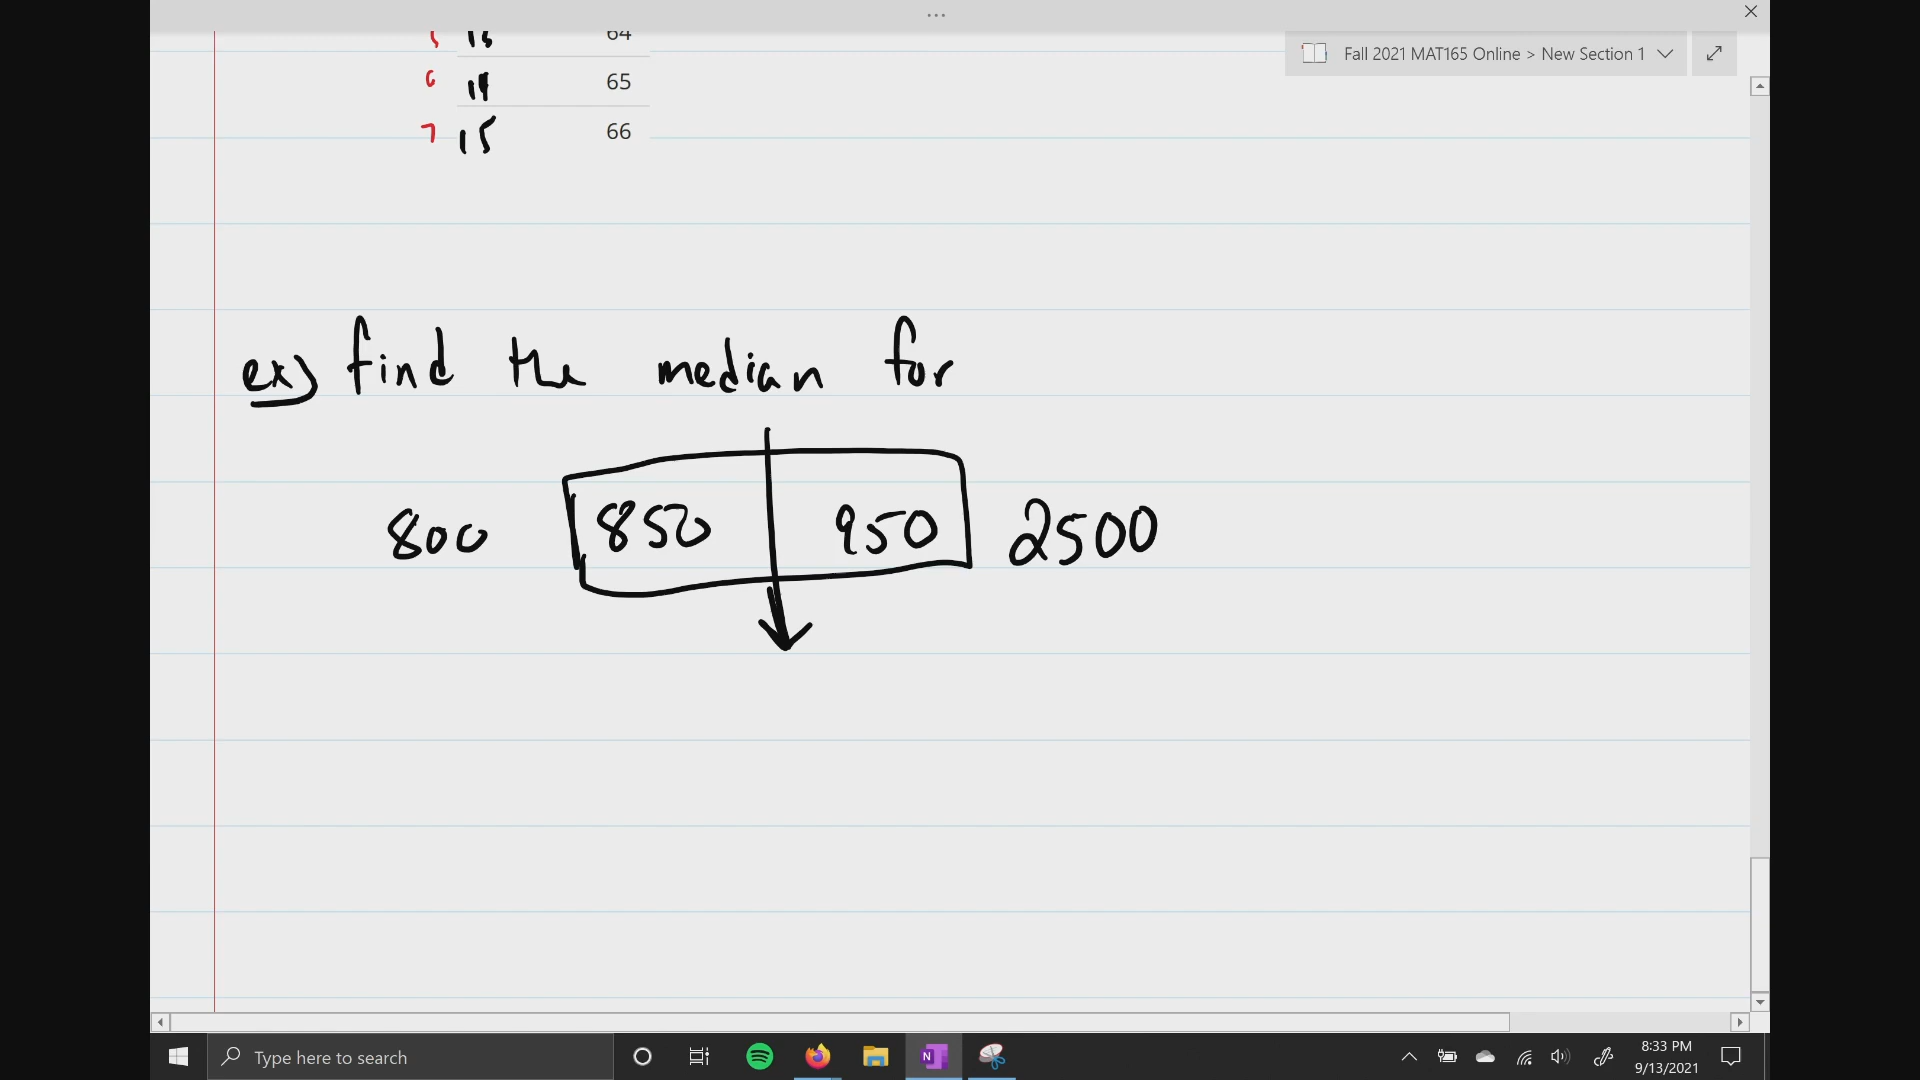 ...
Fall 2021 MAT165 Online > New Section 1
64
6 14 65
7 15 66
ex) find the median for
800 850 950 2500
Type here to search
8:33 PM
9/13/2021